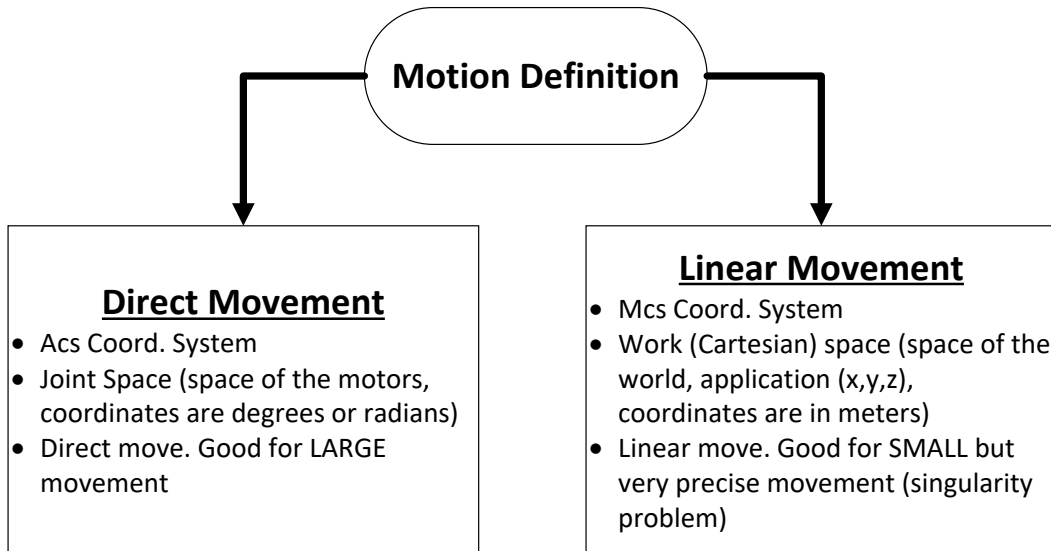 Motion Definition
Direct Movement
• Acs Coord. System
• Joint Space (space of the motors,
coordinates are degrees or radians)
• Direct move. Good for LARGE
movement
Linear Movement
• Mcs Coord. System
• Work (Cartesian) space (space of the
world, application (x,y,z),
coordinates are in meters)
• Linear move. Good for SMALL but
very precise movement (singularity
problem)